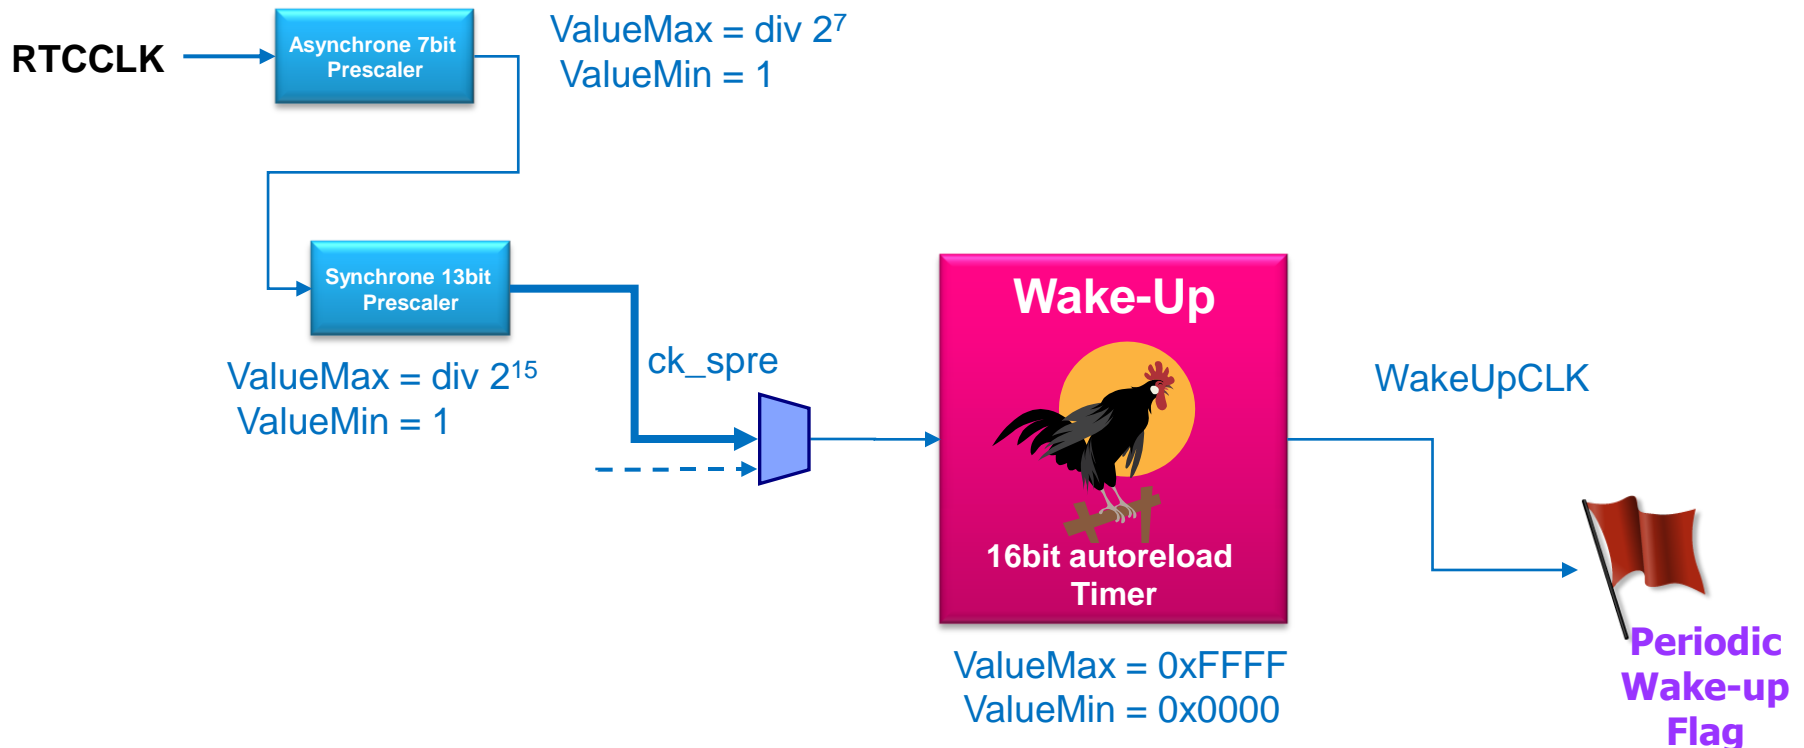 RTCCLK
Asynchrone 7bit
Prescaler
ValueMax = div 2⁷
ValueMin = 1
Synchrone 13bit
Prescaler
ValueMax = div 2¹⁵
ValueMin = 1
ck_spre
Wake-Up
16bit autoreload
Timer
ValueMax = 0xFFFF
ValueMin = 0x0000
WakeUpCLK
Periodic
Wake-up
Flag